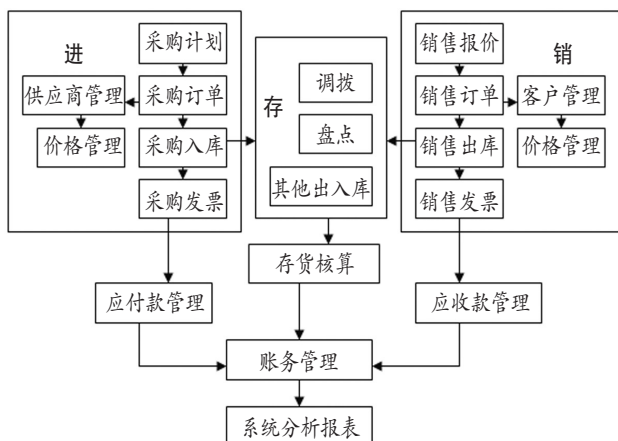 进
采购计划
供应商管理
采购订单
价格管理
采购入库
采购发票
存
调拨
盘点
其他出入库
销
销售报价
销售订单
客户管理
销售出库
价格管理
销售发票
存货核算
应付款管理
应收款管理
账务管理
系统分析报表